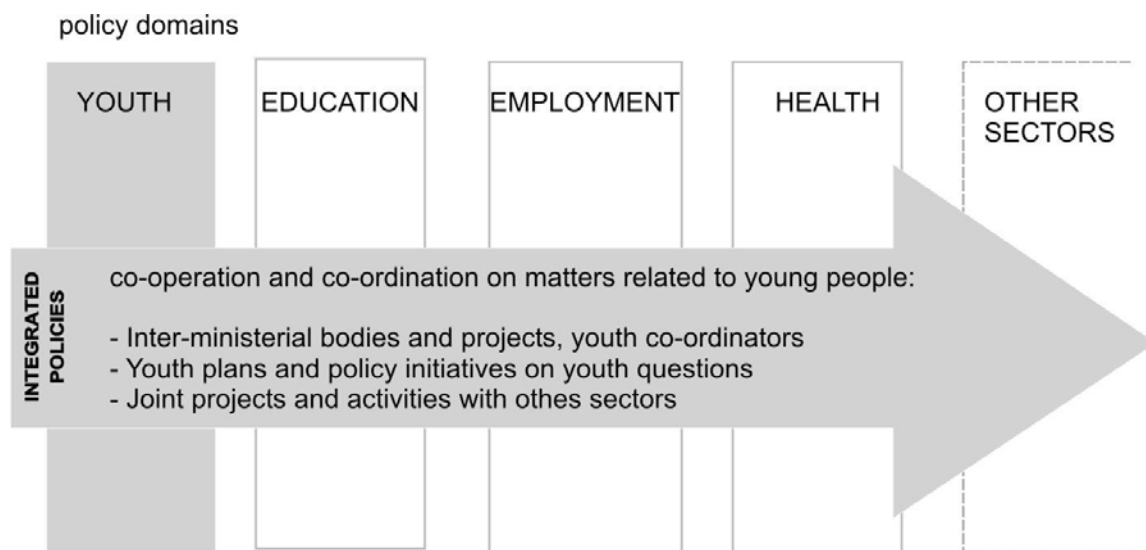 policy domains
YOUTH
EDUCATION
EMPLOYMENT
HEALTH
OTHER
SECTORS
INTEGRATED
POLICIES
co-operation and co-ordination on matters related to young people:
- Inter-ministerial bodies and projects, youth co-ordinators
- Youth plans and policy initiatives on youth questions
- Joint projects and activities with othes sectors